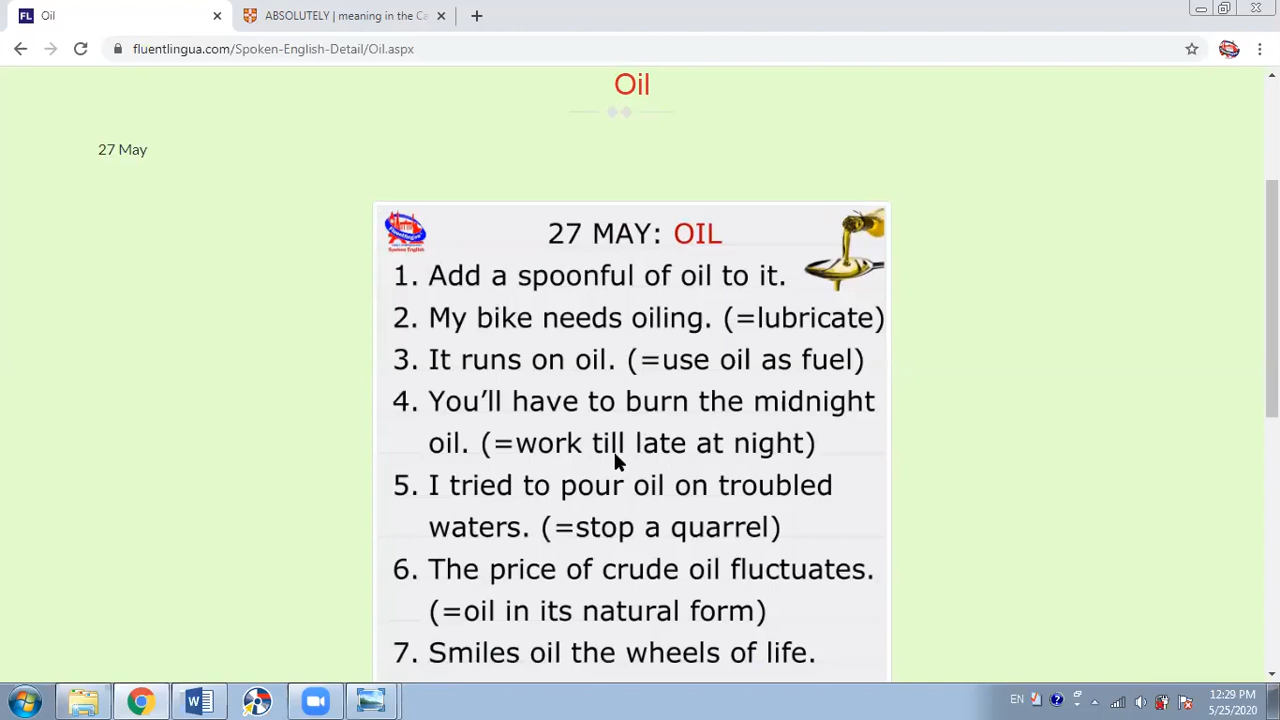 Oil
ABSOLUTELY | meaning in the Ca
fluentlingua.com/Spoken-English-Detail/Oil.aspx
Oil
27 May
27 MAY: OIL
1. Add a spoonful of oil to it.
2. My bike needs oiling. (=lubricate)
3. It runs on oil. (=use oil as fuel)
4. You’ll have to burn the midnight
oil. (=work till late at night)
5. I tried to pour oil on troubled
waters. (=stop a quarrel)
6. The price of crude oil fluctuates.
(=oil in its natural form)
7. Smiles oil the wheels of life.
EN
12:29 PM
5/25/2020